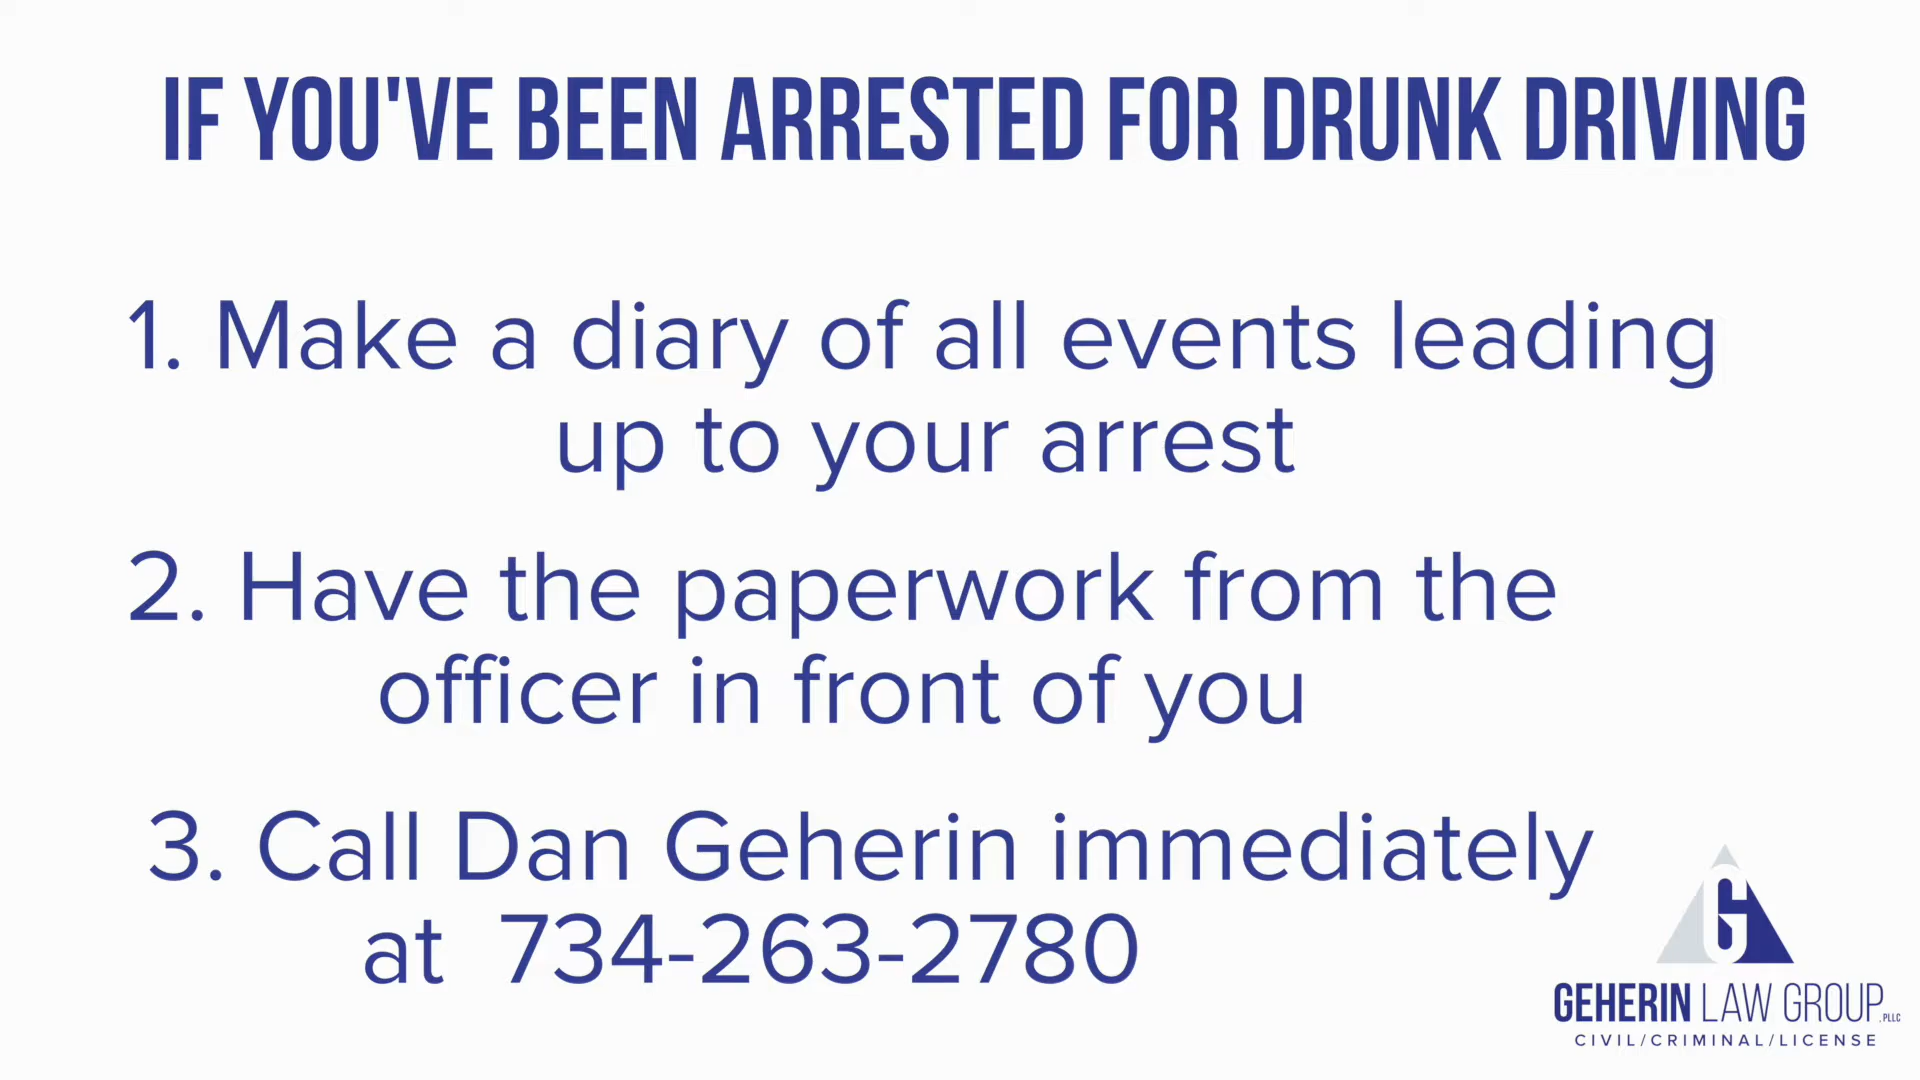 IF YOU'VE BEEN ARRESTED FOR DRUNK DRIVING
1. Make a diary of all events leading
up to your arrest
2. Have the paperwork from the
officer in front of you
3. Call Dan Geherin immediately
at 734-263-2780
G
GEHERIN LAW GROUP, PLLC
CIVIL/CRIMINAL/LICENSE